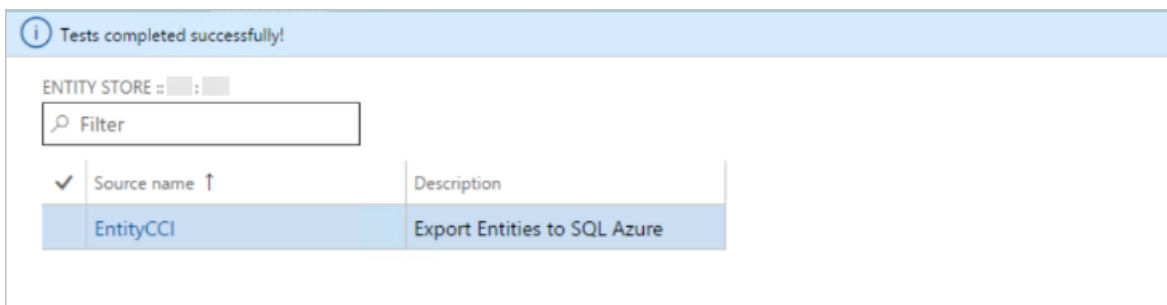 Tests completed successfully!
ENTITY STORE :: :
Filter
Source name ↑ Description
EntityCCI Export Entities to SQL Azure